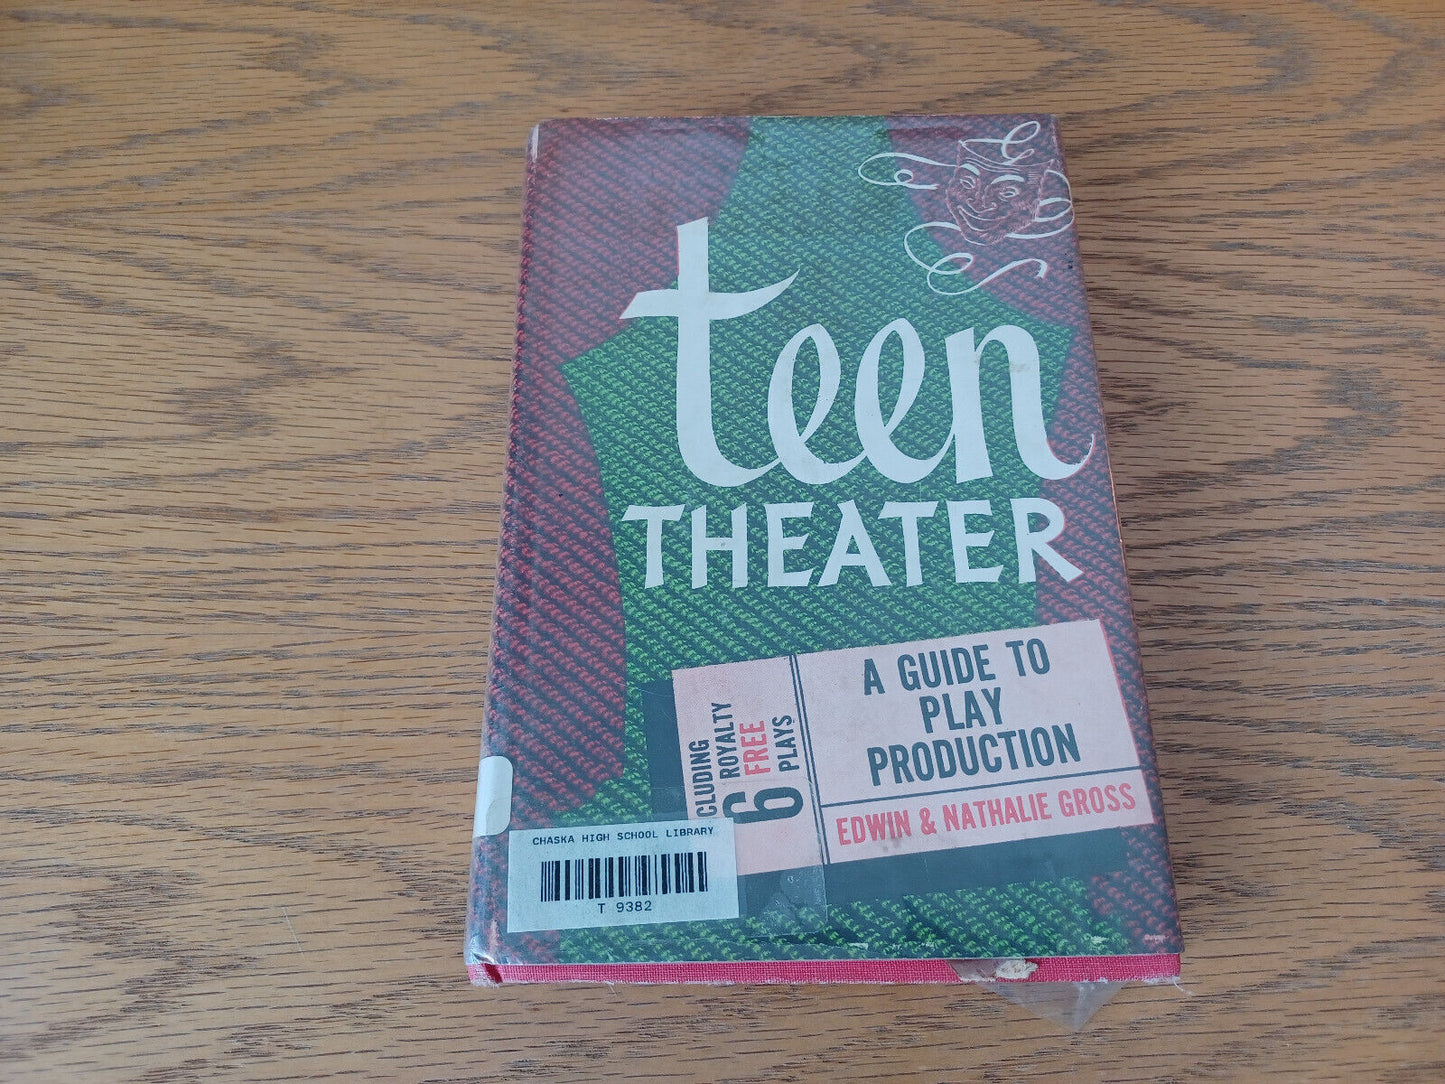 teen
THEATER
A GUIDE TO
PLAY
PRODUCTION
EDWIN & NATHALIE GROSS
CLUDING
6 ROYALTY
FREE
PLAYS
CHASKA HIGH SCHOOL LIBRARY
T 9382